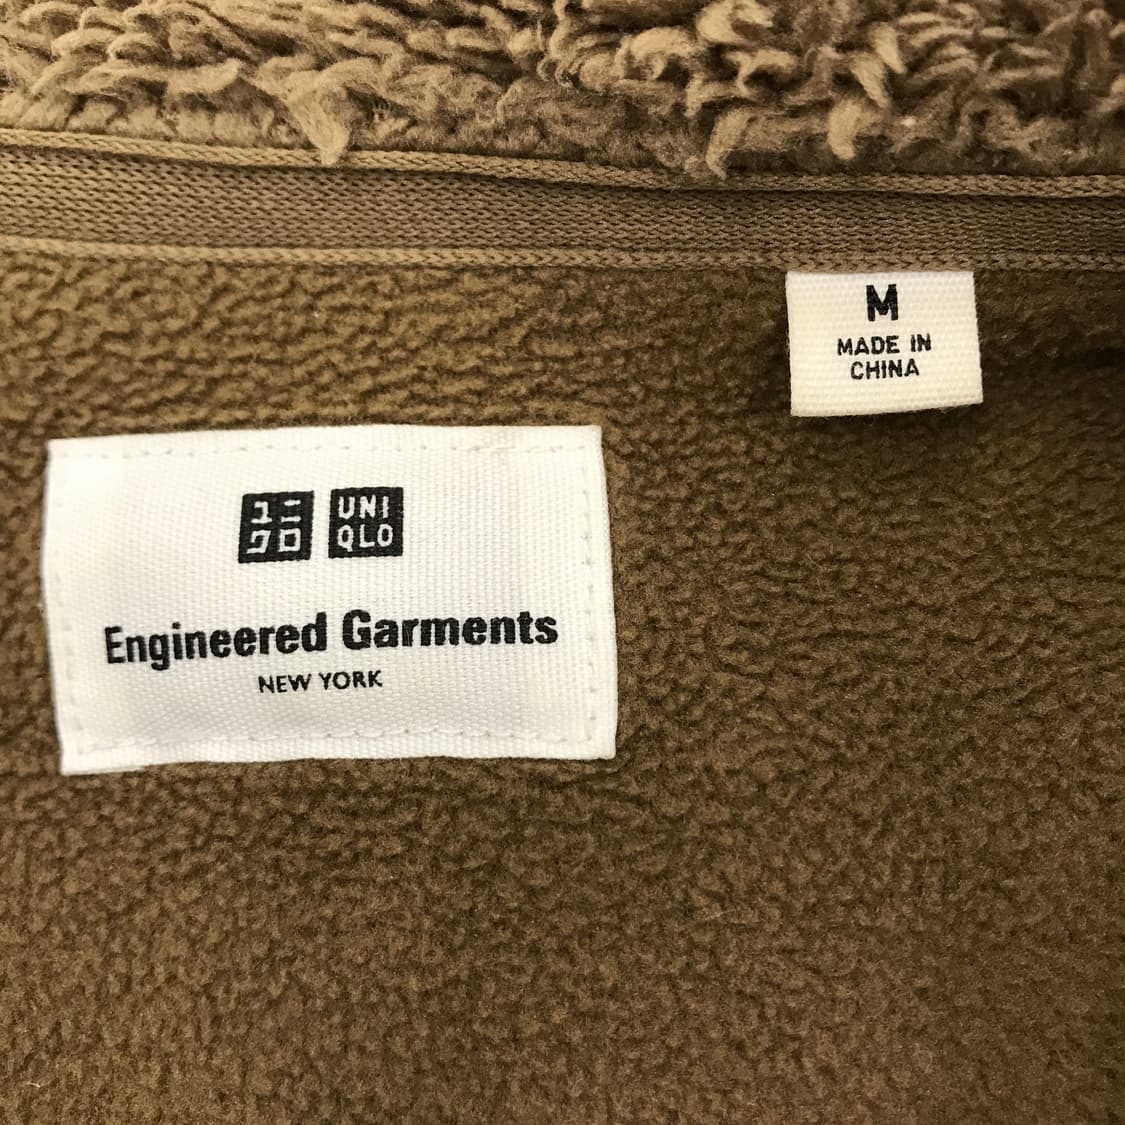 M
MADE IN
CHINA
ユニ
クロ
UNI
QLO
Engineered Garments
NEW YORK